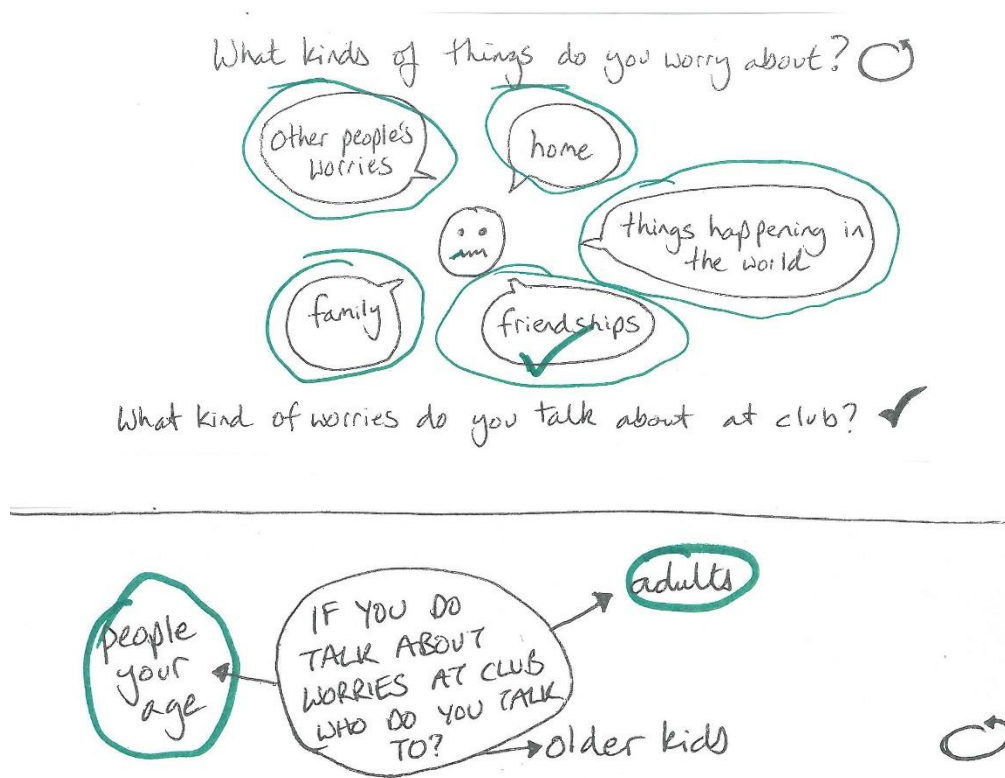 What kinds of things do you worry about?
Other people's
worries
home
things happening in
the world
family
friendships
What kind of worries do you talk about at club?
people
your
age
IF YOU DO
TALK ABOUT
WORRIES AT CLUB
WHO DO YOU TALK
TO?
adults
older kids